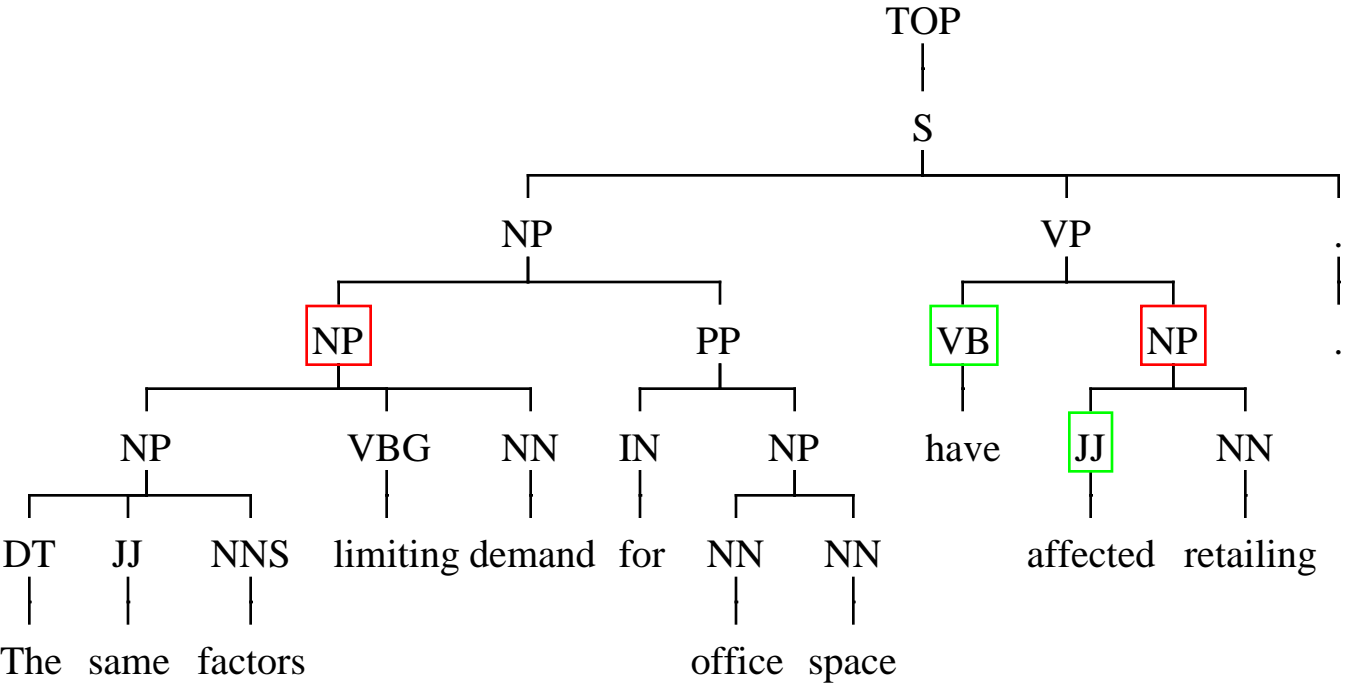 TOP
S
NP VP .
NP PP VB NP .
NP VBG NN IN NP have JJ NN
DT JJ NNS limiting demand for NN NN affected retailing
The same factors office space